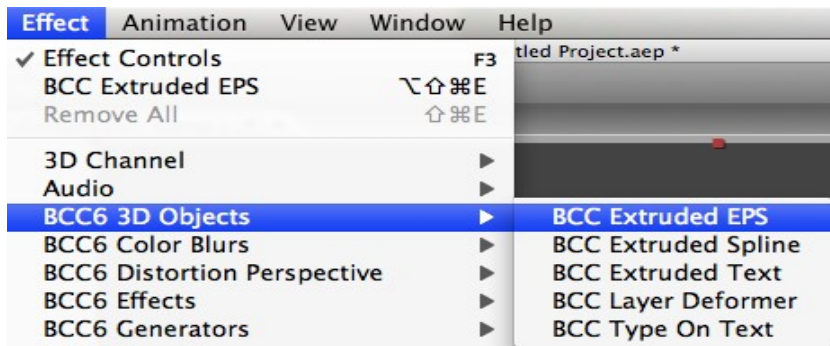 Effect Animation View Window Help
✓ Effect Controls F3
tled Project.aep *
BCC Extruded EPS ⌥⇧⌘E
Remove All ⇧⌘E
3D Channel ▶
Audio ▶
BCC6 3D Objects ▶
BCC6 Color Blurs ▶
BCC6 Distortion Perspective ▶
BCC6 Effects ▶
BCC6 Generators ▶
BCC Extruded EPS
BCC Extruded Spline
BCC Extruded Text
BCC Layer Deformer
BCC Type On Text